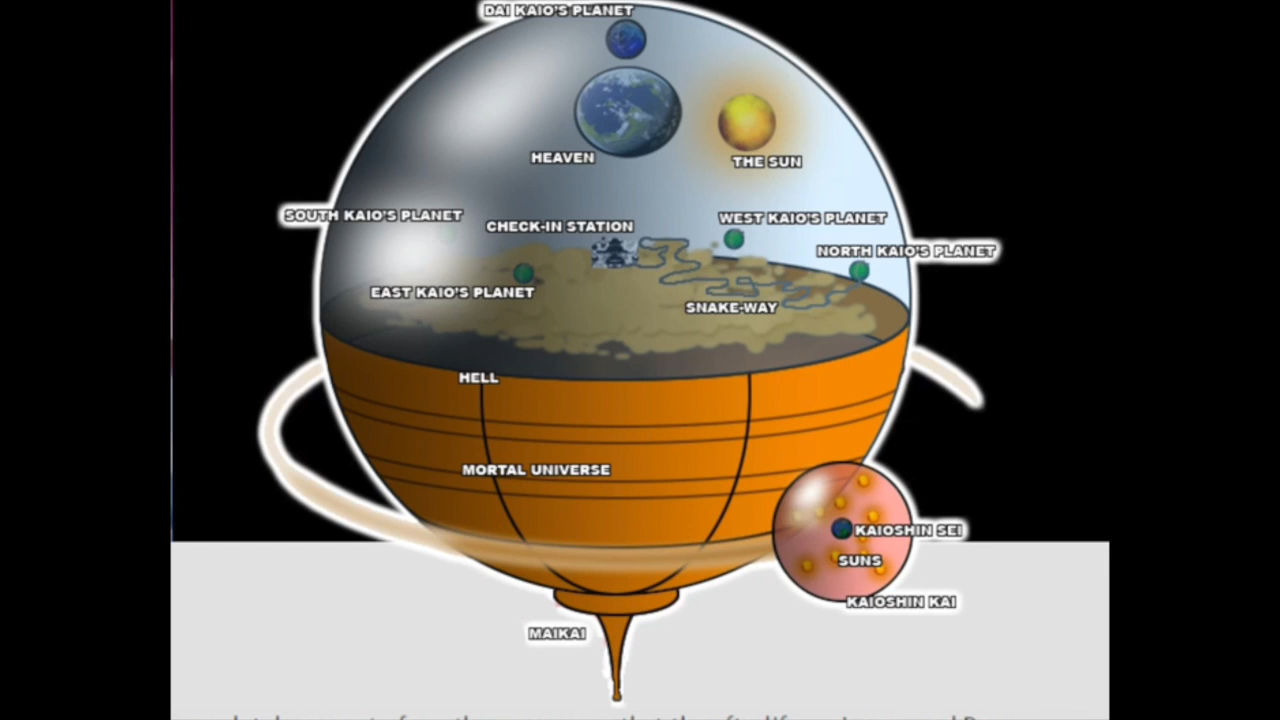 DAI KAIO'S PLANET
HEAVEN
THE SUN
SOUTH KAIO'S PLANET
CHECK-IN STATION
WEST KAIO'S PLANET
NORTH KAIO'S PLANET
EAST KAIO'S PLANET
SNAKE-WAY
HELL
MORTAL UNIVERSE
KAIOSHIN SEI
SUNS
KAIOSHIN KAI
MAIKAI